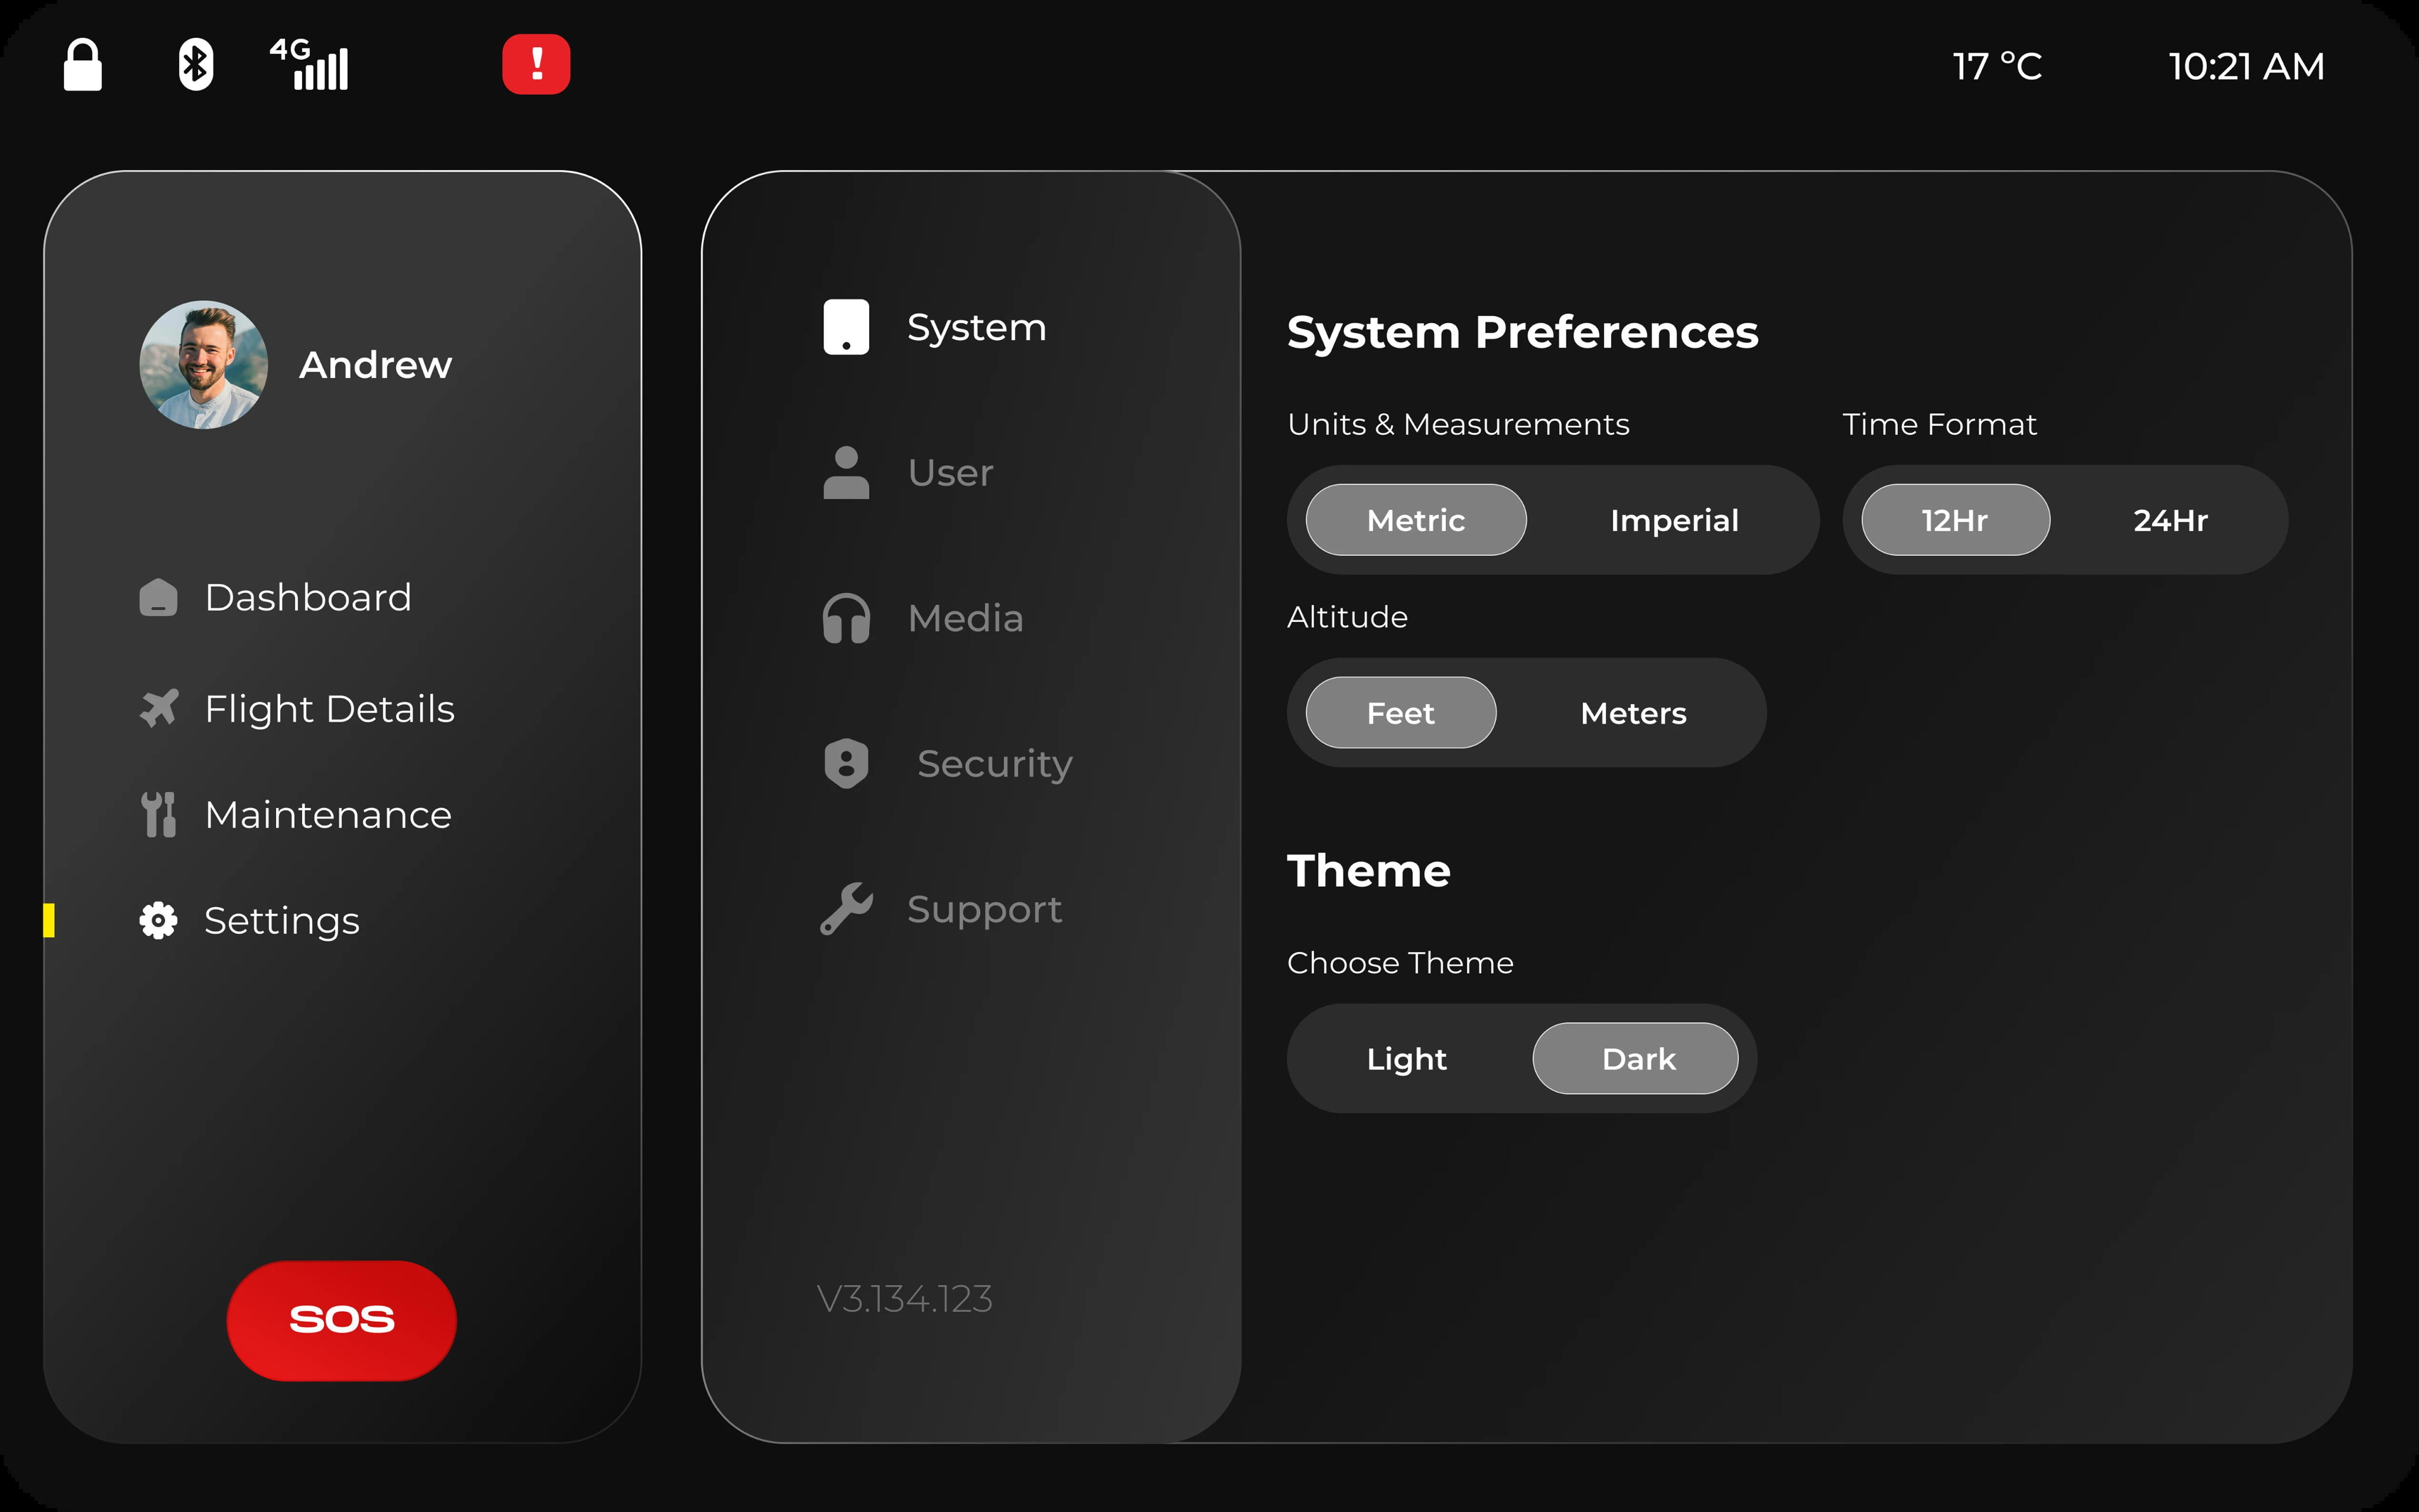 4G
!
17 °C
10:21 AM
Andrew
Dashboard
Flight Details
Maintenance
Settings
SOS
System
User
Media
Security
Support
V3.134.123
System Preferences
Units & Measurements
Metric
Imperial
Time Format
12Hr
24Hr
Altitude
Feet
Meters
Theme
Choose Theme
Light
Dark